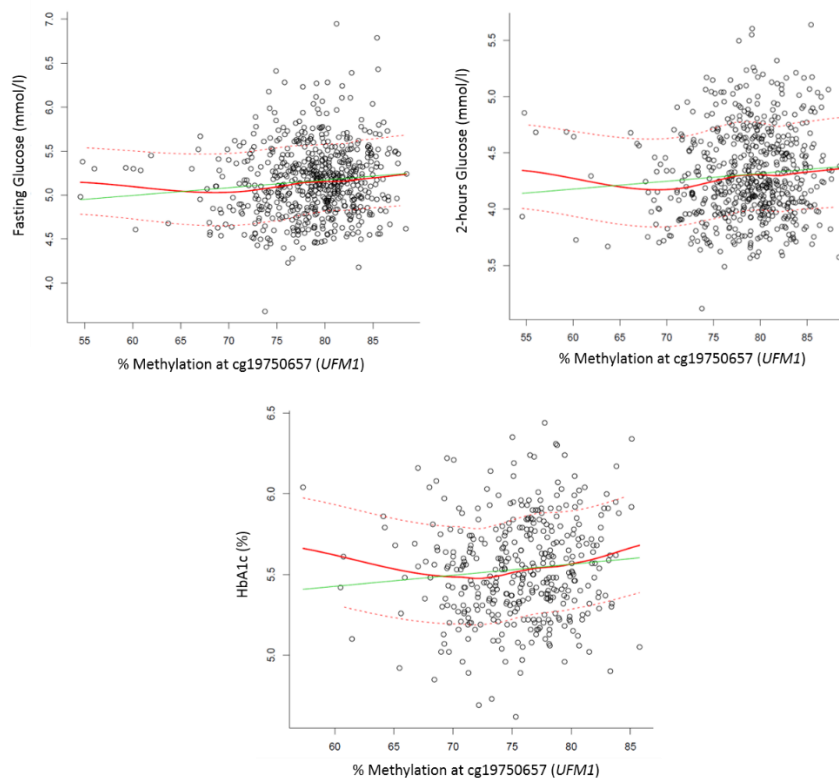 Fasting Glucose (mmol/l)
7.0
6.5
6.0
5.5
5.0
4.5
4.0
55 60 65 70 75 80 85
% Methylation at cg19750657 (UFM1)
2-hours Glucose (mmol/l)
5.5
5.0
4.5
4.0
3.5
55 60 65 70 75 80 85
% Methylation at cg19750657 (UFM1)
HbA1c (%)
6.5
6.0
5.5
5.0
60 65 70 75 80 85
% Methylation at cg19750657 (UFM1)